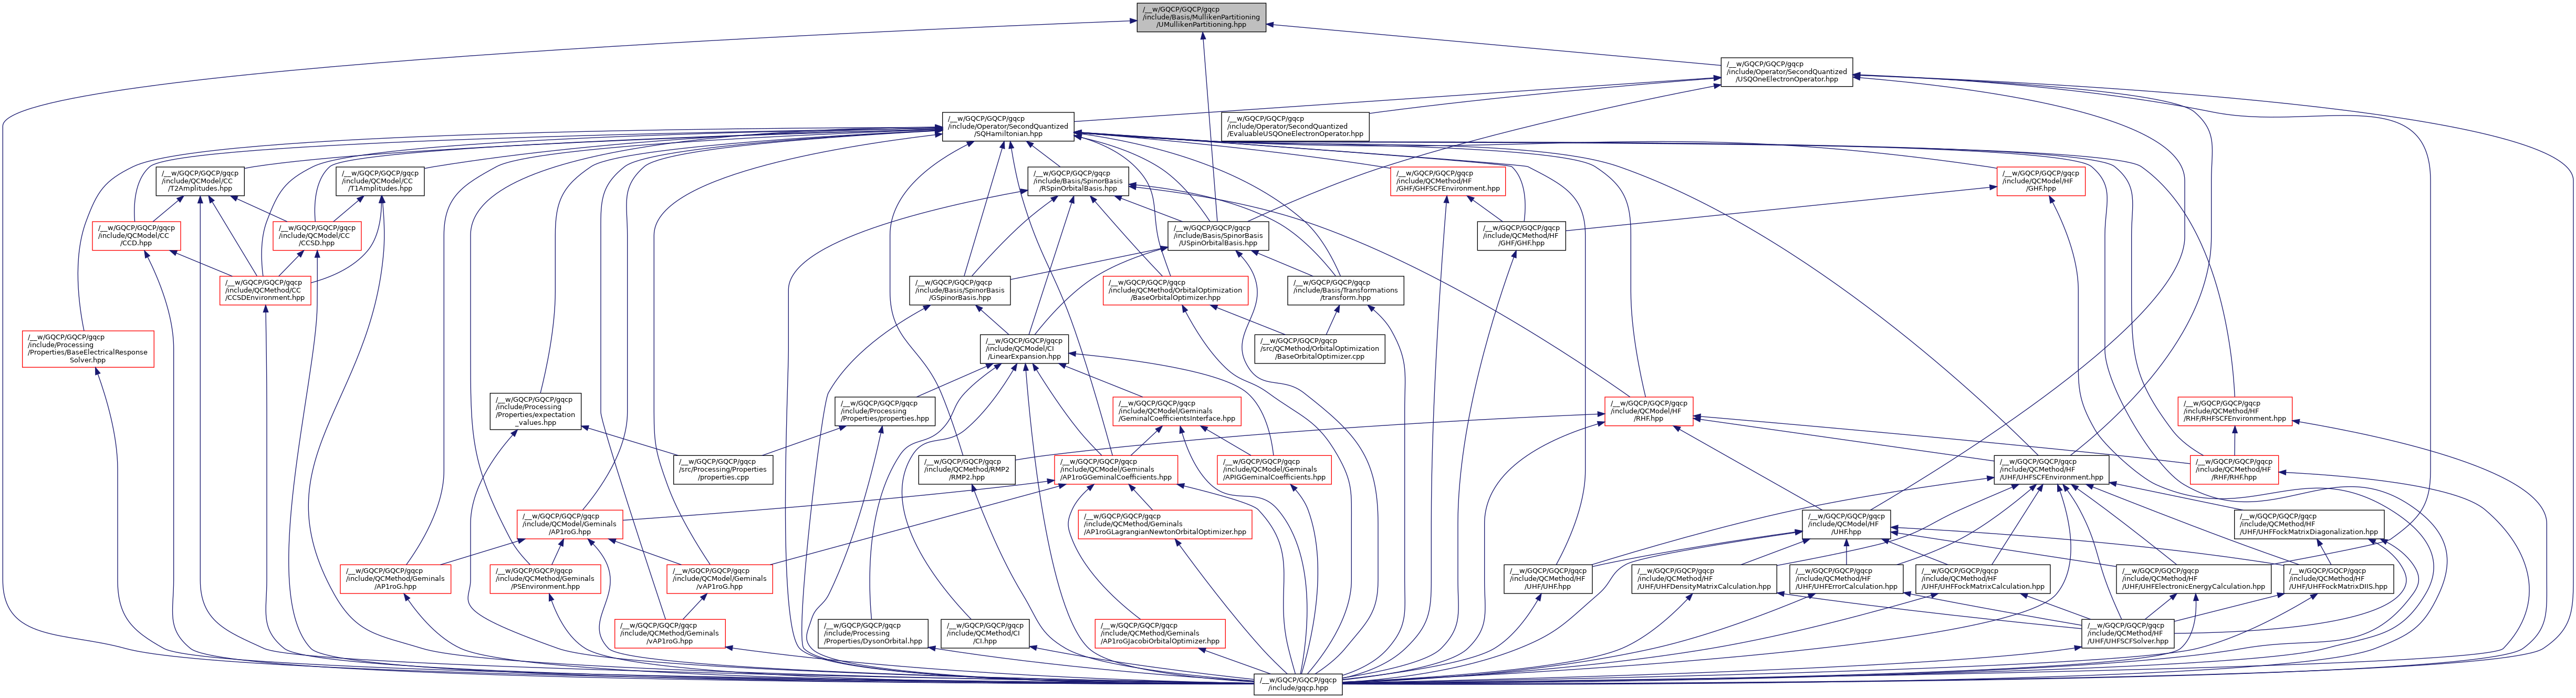 /__w/GQCP/GQCP/gqcp
/include/Basis/MullikenPartitioning
/UMullikenPartitioning.hpp
/__w/GQCP/GQCP/gqcp
/include/Operator/SecondQuantized
/USQOneElectronOperator.hpp
/__w/GQCP/GQCP/gqcp
/include/Operator/SecondQuantized
/SQHamiltonian.hpp
/__w/GQCP/GQCP/gqcp
/include/Operator/SecondQuantized
/EvaluableUSQOneElectronOperator.hpp
/__w/GQCP/GQCP/gqcp
/include/QCModel/CC
/T2Amplitudes.hpp
/__w/GQCP/GQCP/gqcp
/include/QCModel/CC
/T1Amplitudes.hpp
/__w/GQCP/GQCP/gqcp
/include/Basis/SpinorBasis
/RSpinOrbitalBasis.hpp
/__w/GQCP/GQCP/gqcp
/include/QCMethod/HF
/GHF/GHFSCFEnvironment.hpp
/__w/GQCP/GQCP/gqcp
/include/QCModel/HF
/GHF.hpp
/__w/GQCP/GQCP/gqcp
/include/QCModel/CC
/CCD.hpp
/__w/GQCP/GQCP/gqcp
/include/QCModel/CC
/CCSD.hpp
/__w/GQCP/GQCP/gqcp
/include/Basis/SpinorBasis
/USpinOrbitalBasis.hpp
/__w/GQCP/GQCP/gqcp
/include/QCMethod/HF
/GHF/GHF.hpp
/__w/GQCP/GQCP/gqcp
/include/QCMethod/CC
/CCSDEnvironment.hpp
/__w/GQCP/GQCP/gqcp
/include/Basis/SpinorBasis
/GSpinorBasis.hpp
/__w/GQCP/GQCP/gqcp
/include/QCMethod/OrbitalOptimization
/BaseOrbitalOptimizer.hpp
/__w/GQCP/GQCP/gqcp
/include/Basis/Transformations
/transform.hpp
/__w/GQCP/GQCP/gqcp
/include/Processing
/Properties/BaseElectricalResponse
Solver.hpp
/__w/GQCP/GQCP/gqcp
/include/QCModel/CI
/LinearExpansion.hpp
/__w/GQCP/GQCP/gqcp
/src/QCMethod/OrbitalOptimization
/BaseOrbitalOptimizer.cpp
/__w/GQCP/GQCP/gqcp
/include/Processing
/Properties/expectation
_values.hpp
/__w/GQCP/GQCP/gqcp
/include/Processing
/Properties/properties.hpp
/__w/GQCP/GQCP/gqcp
/include/QCModel/Geminals
/GeminalCoefficientsInterface.hpp
/__w/GQCP/GQCP/gqcp
/include/QCModel/HF
/RHF.hpp
/__w/GQCP/GQCP/gqcp
/include/QCMethod/HF
/RHF/RHFSCFEnvironment.hpp
/__w/GQCP/GQCP/gqcp
/src/Processing/Properties
/properties.cpp
/__w/GQCP/GQCP/gqcp
/include/QCMethod/RMP2
/RMP2.hpp
/__w/GQCP/GQCP/gqcp
/include/QCModel/Geminals
/AP1roGGeminalCoefficients.hpp
/__w/GQCP/GQCP/gqcp
/include/QCModel/Geminals
/APIGGeminalCoefficients.hpp
/__w/GQCP/GQCP/gqcp
/include/QCMethod/HF
/UHF/UHFSCFEnvironment.hpp
/__w/GQCP/GQCP/gqcp
/include/QCMethod/HF
/RHF/RHF.hpp
/__w/GQCP/GQCP/gqcp
/include/QCModel/Geminals
/AP1roG.hpp
/__w/GQCP/GQCP/gqcp
/include/QCMethod/Geminals
/AP1roGLagrangianNewtonOrbitalOptimizer.hpp
/__w/GQCP/GQCP/gqcp
/include/QCModel/HF
/UHF.hpp
/__w/GQCP/GQCP/gqcp
/include/QCMethod/HF
/UHF/UHFFockMatrixDiagonalization.hpp
/__w/GQCP/GQCP/gqcp
/include/QCMethod/Geminals
/AP1roG.hpp
/__w/GQCP/GQCP/gqcp
/include/QCMethod/Geminals
/PSEnvironment.hpp
/__w/GQCP/GQCP/gqcp
/include/QCModel/Geminals
/vAP1roG.hpp
/__w/GQCP/GQCP/gqcp
/include/QCMethod/HF
/UHF/UHF.hpp
/__w/GQCP/GQCP/gqcp
/include/QCMethod/HF
/UHF/UHFDensityMatrixCalculation.hpp
/__w/GQCP/GQCP/gqcp
/include/QCMethod/HF
/UHF/UHFErrorCalculation.hpp
/__w/GQCP/GQCP/gqcp
/include/QCMethod/HF
/UHF/UHFFockMatrixCalculation.hpp
/__w/GQCP/GQCP/gqcp
/include/QCMethod/HF
/UHF/UHFElectronicEnergyCalculation.hpp
/__w/GQCP/GQCP/gqcp
/include/QCMethod/HF
/UHF/UHFFockMatrixDIIS.hpp
/__w/GQCP/GQCP/gqcp
/include/QCMethod/Geminals
/vAP1roG.hpp
/__w/GQCP/GQCP/gqcp
/include/Processing
/Properties/DysonOrbital.hpp
/__w/GQCP/GQCP/gqcp
/include/QCMethod/CI
/CI.hpp
/__w/GQCP/GQCP/gqcp
/include/QCMethod/Geminals
/AP1roGJacobiOrbitalOptimizer.hpp
/__w/GQCP/GQCP/gqcp
/include/QCMethod/HF
/UHF/UHFSCFSolver.hpp
/__w/GQCP/GQCP/gqcp
/include/gqcp.hpp